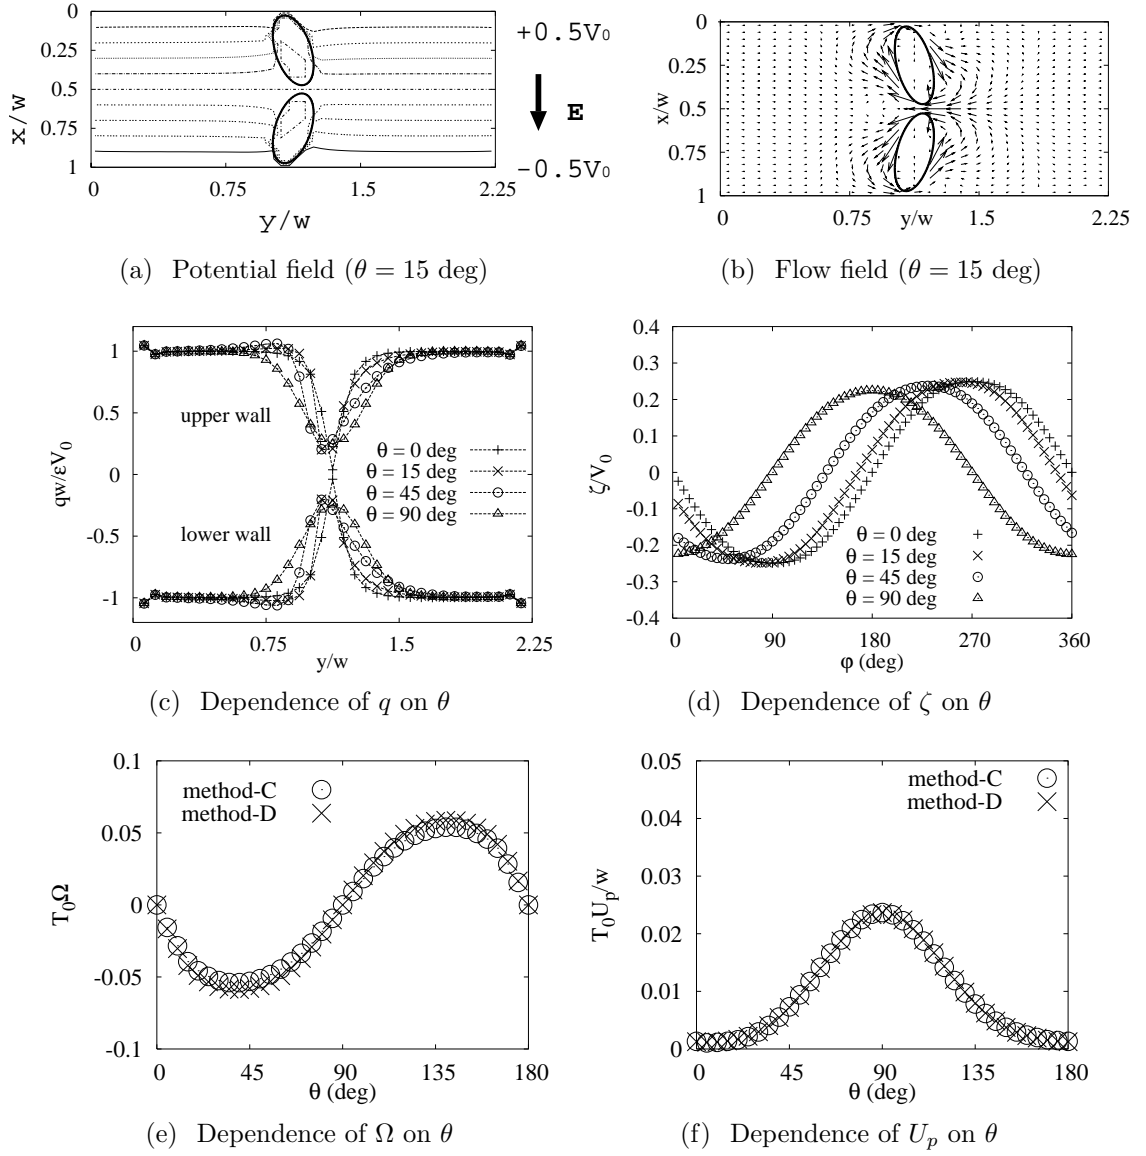 0
0.25
0.5
0.75
1
x/w
0 0.75 1.5 2.25
y/w
+0.5V₀
E
−0.5V₀
(a) Potential field (θ = 15 deg)
0
0.25
0.5
0.75
1
x/w
0 0.75 y/w 1.5 2.25
(b) Flow field (θ = 15 deg)
1
0.5
0
-0.5
-1
qw/εV₀
upper wall
θ = 0 deg
θ = 15 deg
θ = 45 deg
θ = 90 deg
lower wall
0 0.75 1.5 2.25
y/w
(c) Dependence of q on θ
0.4
0.3
0.2
0.1
0
-0.1
-0.2
-0.3
-0.4
ζ/V₀
θ = 0 deg
θ = 15 deg
θ = 45 deg
θ = 90 deg
0 90 180 270 360
φ (deg)
(d) Dependence of ζ on θ
0.1
0.05
0
-0.05
-0.1
T₀Ω
method-C
method-D
0 45 90 135 180
θ (deg)
(e) Dependence of Ω on θ
0.05
0.04
0.03
0.02
0.01
0
T₀Uₚ/w
method-C
method-D
0 45 90 135 180
θ (deg)
(f) Dependence of Uₚ on θ